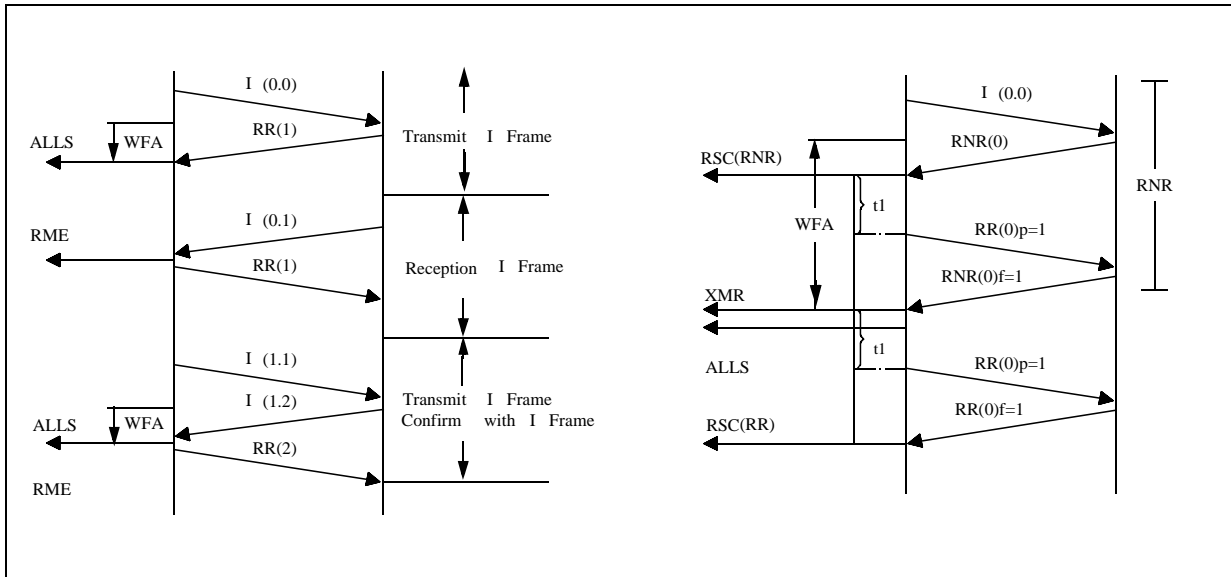 I (0.0)
RR(1)
ALLS
WFA
Transmit I Frame
I (0.1)
RME
RR(1)
Reception I Frame
I (1.1)
I (1.2)
Transmit I Frame
Confirm with I Frame
ALLS
WFA
RR(2)
RME
I (0.0)
RNR(0)
RSC(RNR)
t1
RNR
WFA
RR(0)p=1
RNR(0)f=1
XMR
t1
ALLS
RR(0)p=1
RR(0)f=1
RSC(RR)